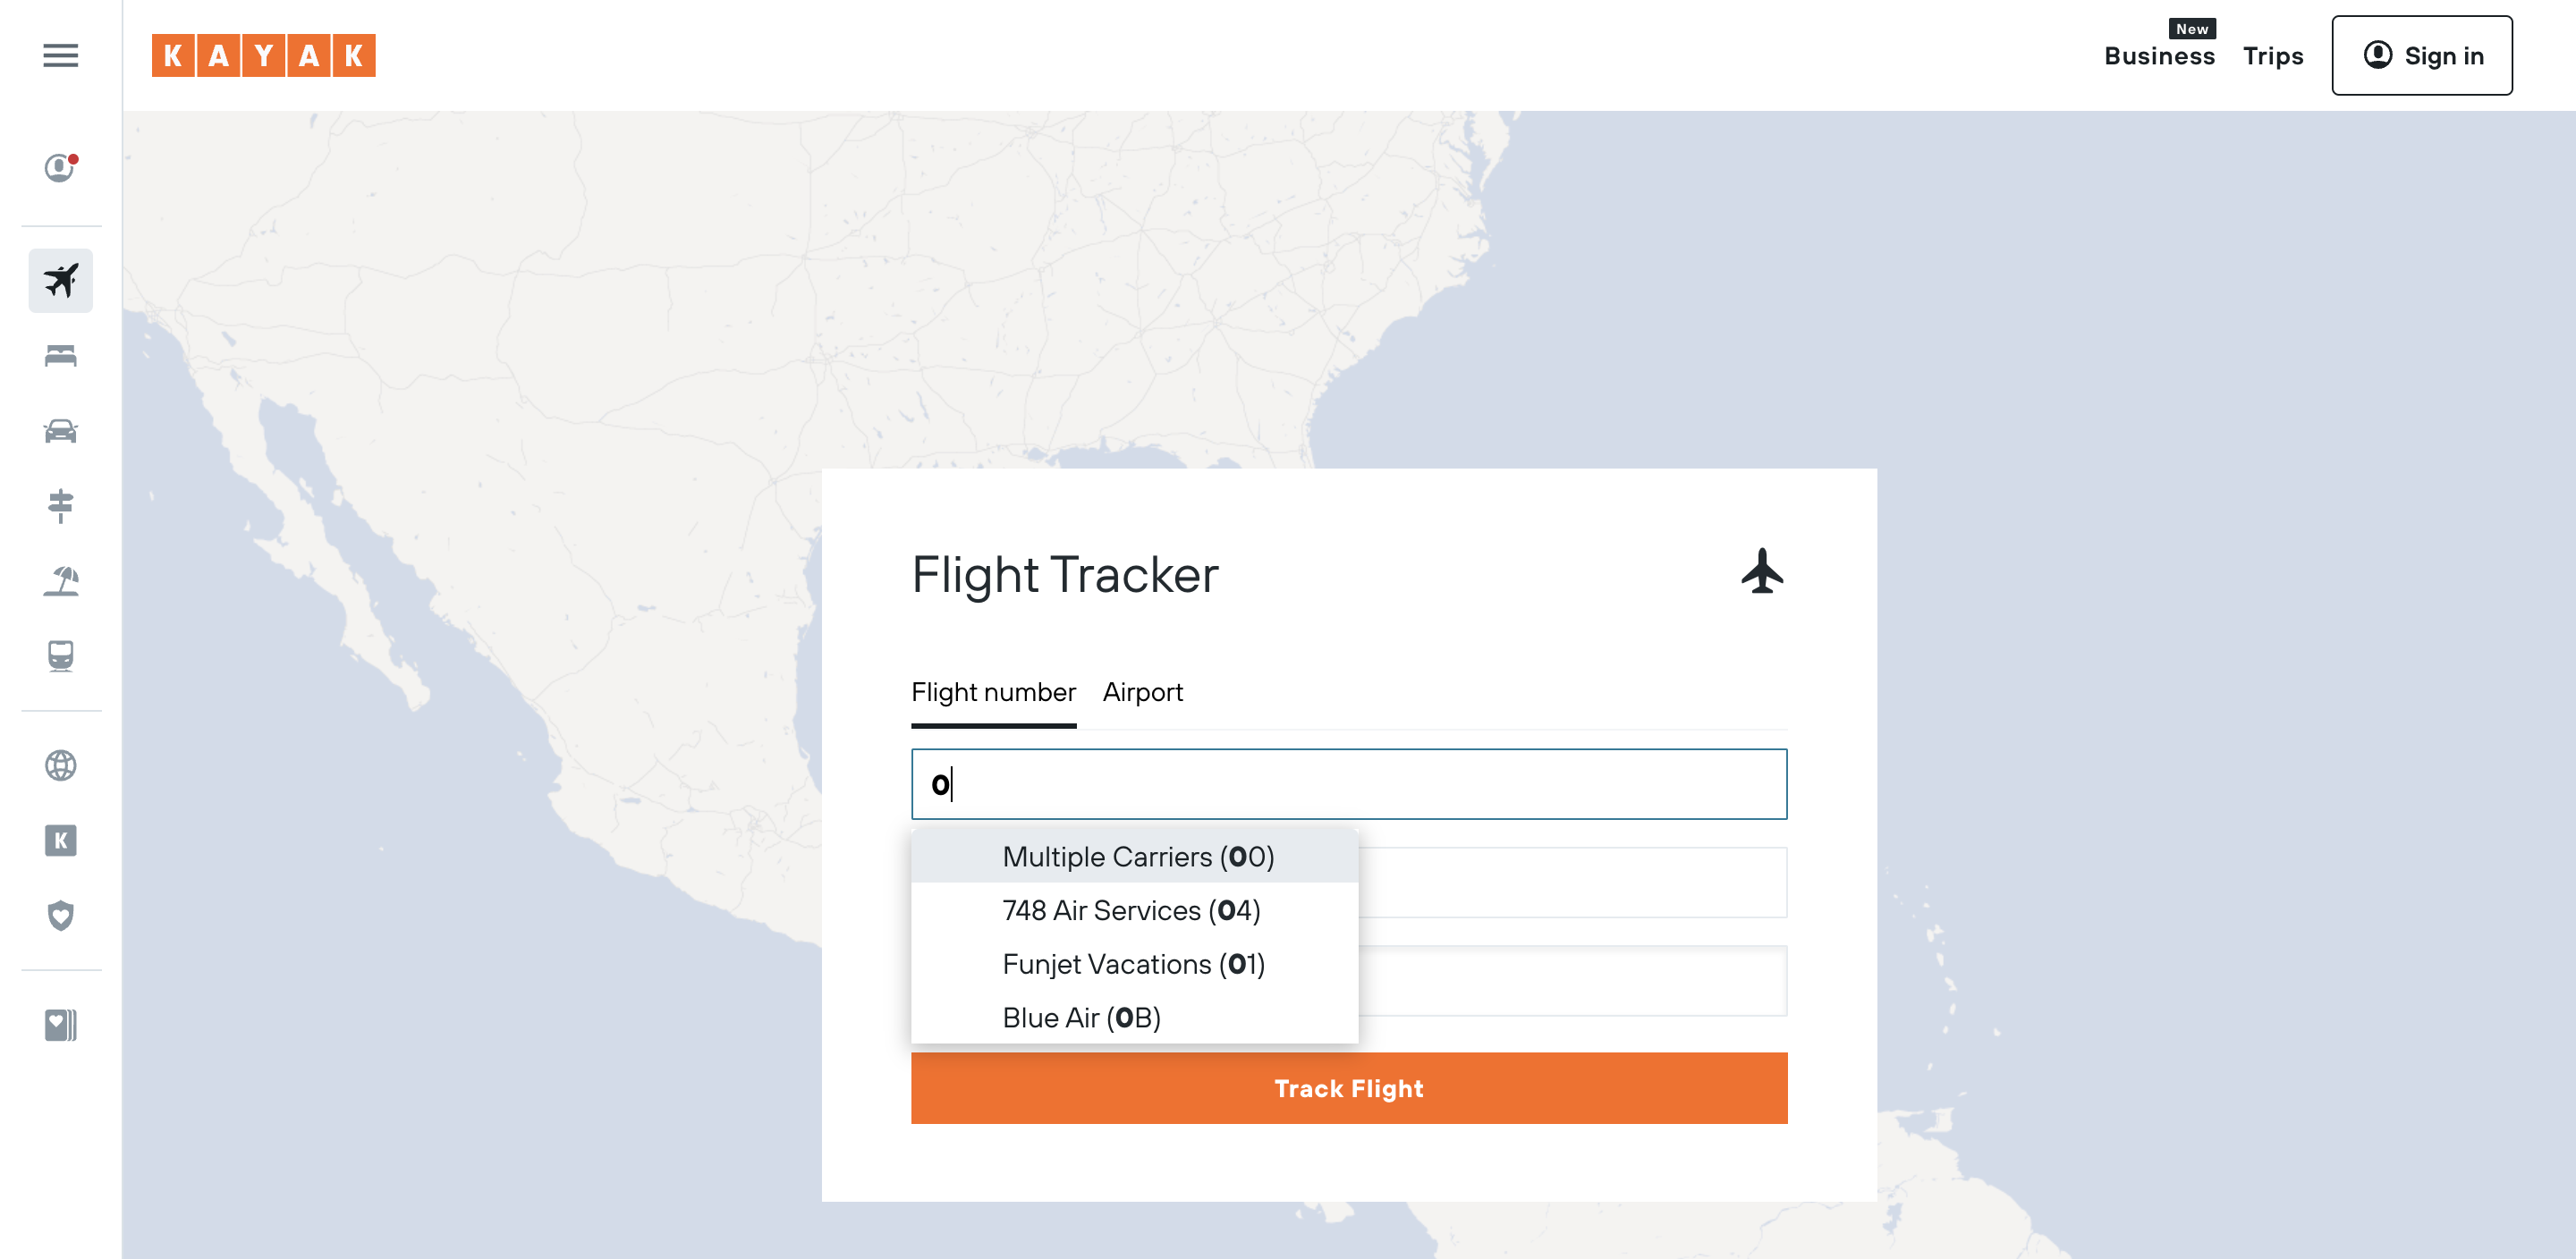 KAYAK
New
Business Trips Sign in
Flight Tracker
Flight number Airport
0
Multiple Carriers (00)
748 Air Services (04)
Funjet Vacations (01)
Blue Air (0B)
Track Flight
K